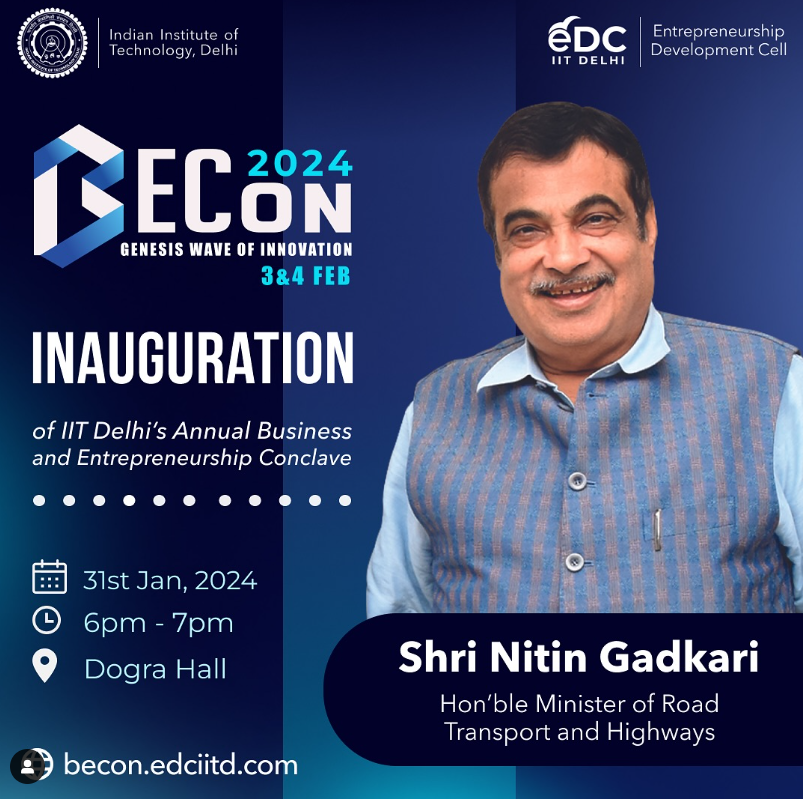 Indian Institute of
Technology, Delhi
eDC
IIT DELHI
Entrepreneurship
Development Cell
BECon
2024
GENESIS WAVE OF INNOVATION
3&4 FEB
INAUGURATION
of IIT Delhi's Annual Business
and Entrepreneurship Conclave
31st Jan, 2024
6pm - 7pm
Dogra Hall
Shri Nitin Gadkari
Hon'ble Minister of Road
Transport and Highways
becon.edciitd.com